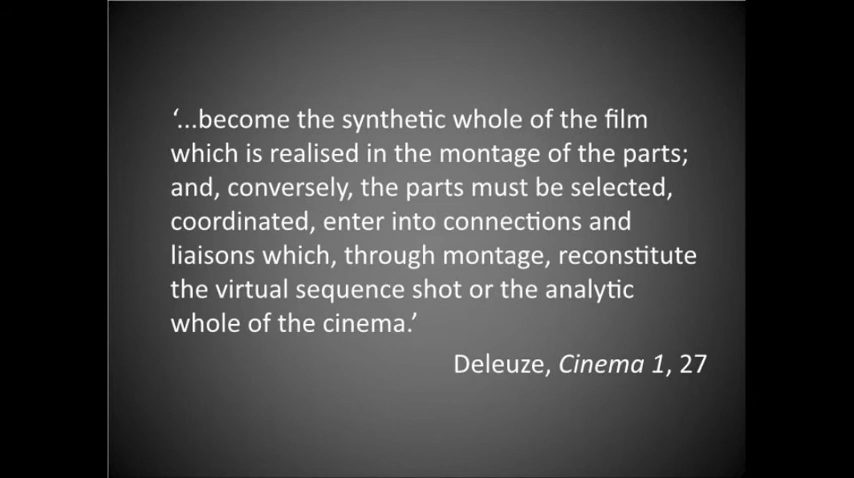 ‘...become the synthetic whole of the film
which is realised in the montage of the parts;
and, conversely, the parts must be selected,
coordinated, enter into connections and
liaisons which, through montage, reconstitute
the virtual sequence shot or the analytic
whole of the cinema.’
Deleuze, Cinema 1, 27